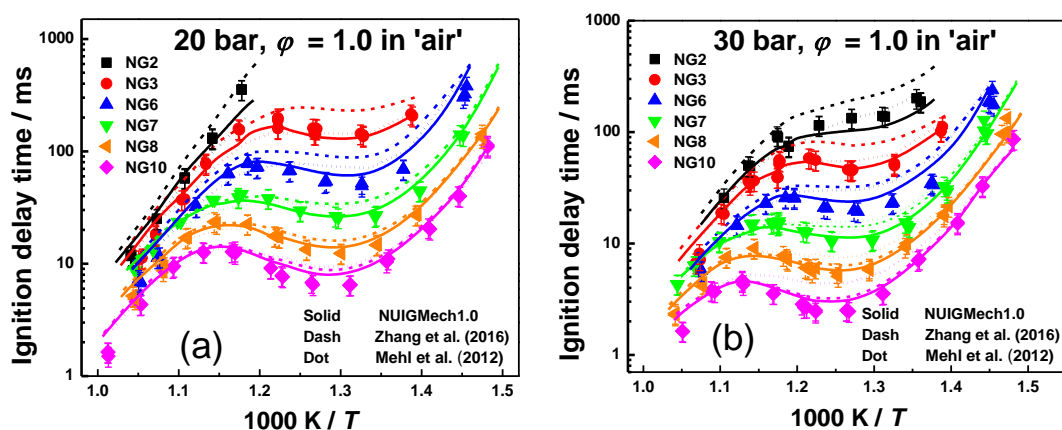 20 bar, φ = 1.0 in 'air'
Ignition delay time / ms
1000
100
10
1
NG2
NG3
NG6
NG7
NG8
NG10
(a)
Solid NUIGMech1.0
Dash Zhang et al. (2016)
Dot Mehl et al. (2012)
1.0 1.1 1.2 1.3 1.4 1.5
1000 K / T
30 bar, φ = 1.0 in 'air'
Ignition delay time / ms
1000
100
10
1
NG2
NG3
NG6
NG7
NG8
NG10
(b)
Solid NUIGMech1.0
Dash Zhang et al. (2016)
Dot Mehl et al. (2012)
1.0 1.1 1.2 1.3 1.4 1.5
1000 K / T